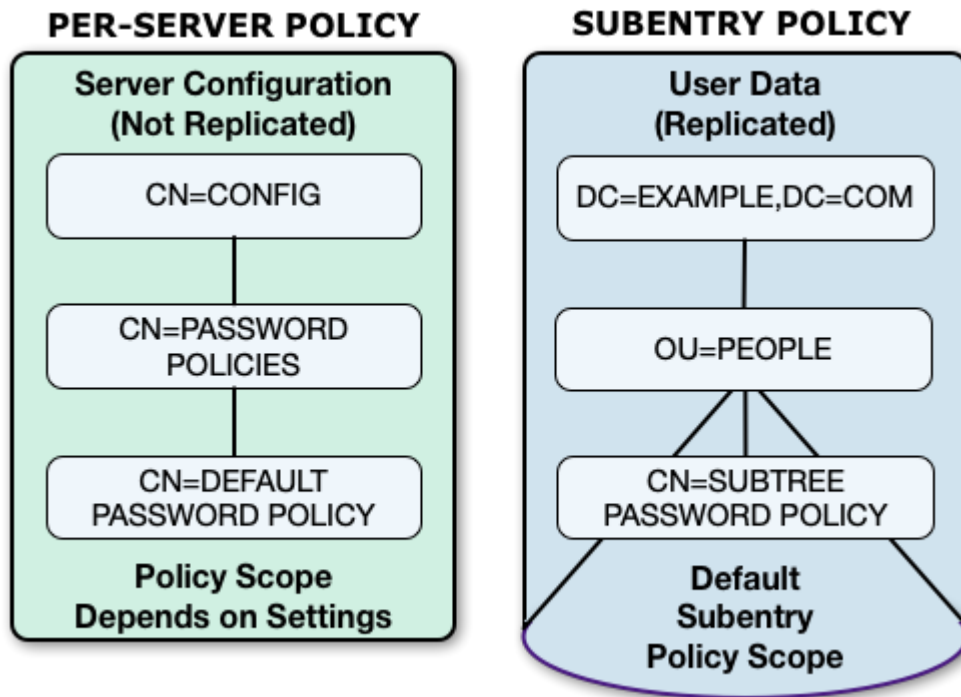 PER-SERVER POLICY
Server Configuration
(Not Replicated)
CN=CONFIG
CN=PASSWORD
POLICIES
CN=DEFAULT
PASSWORD POLICY
Policy Scope
Depends on Settings
SUBENTRY POLICY
User Data
(Replicated)
DC=EXAMPLE,DC=COM
OU=PEOPLE
CN=SUBTREE
PASSWORD POLICY
Default
Subentry
Policy Scope